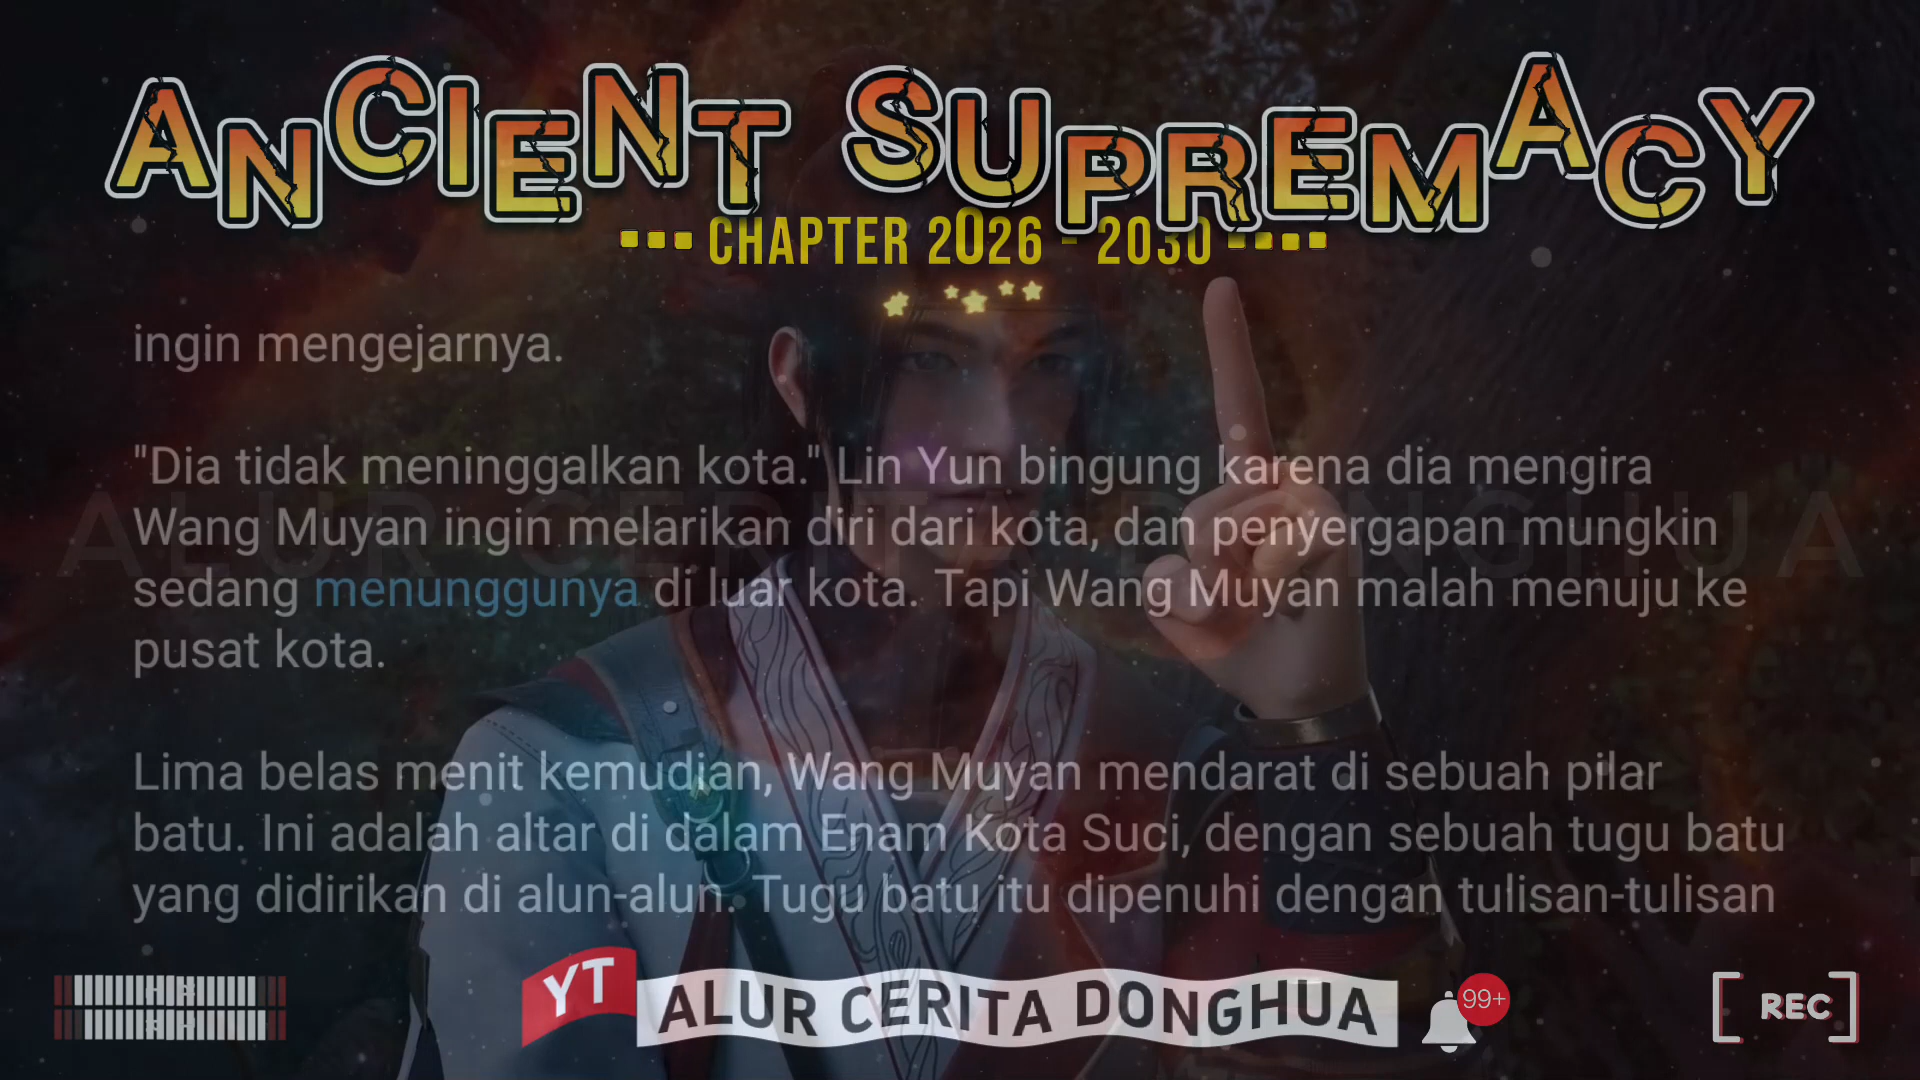 ANCIENT SUPREMACY
CHAPTER 2026 - 2030
ingin mengejarnya.
"Dia tidak meninggalkan kota." Lin Yun bingung karena dia mengira
Wang Muyan ingin melarikan diri dari kota, dan penyergapan mungkin
sedang menunggunya di luar kota. Tapi Wang Muyan malah menuju ke
pusat kota.
ALUR CERITA DONGHUA
Lima belas menit kemudian, Wang Muyan mendarat di sebuah pilar
batu. Ini adalah altar di dalam Enam Kota Suci, dengan sebuah tugu batu
yang didirikan di alun-alun. Tugu batu itu dipenuhi dengan tulisan-tulisan
YT ALUR CERITA DONGHUA
99+
REC